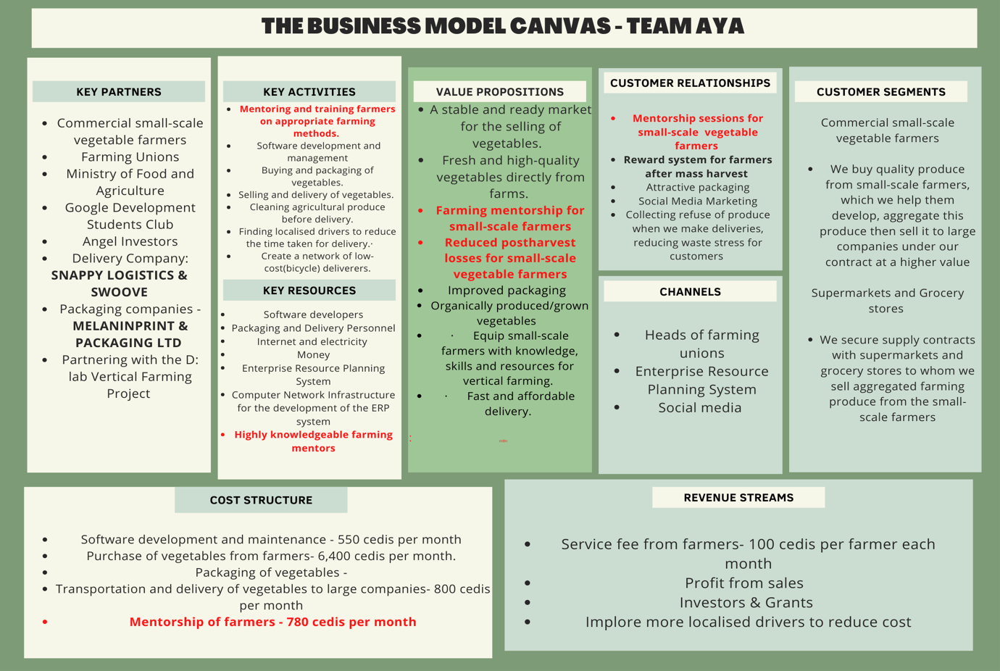 THE BUSINESS MODEL CANVAS - TEAM AYA
KEY PARTNERS
• Commercial small-scale
vegetable farmers
• Farming Unions
• Ministry of Food and
Agriculture
• Google Development
Students Club
• Angel Investors
• Delivery Company:
SNAPPY LOGISTICS &
SWOOVE
• Packaging companies -
MELANINPRINT &
PACKAGING LTD
• Partnering with the D:
lab Vertical Farming
Project
KEY ACTIVITIES
• Mentoring and training farmers
on appropriate farming
methods.
• Software development and
management
• Buying and packaging of
vegetables.
• Selling and delivery of vegetables.
• Cleaning agricultural produce
before delivery.
• Finding localised drivers to reduce
the time taken for delivery.·
• Create a network of low-
cost(bicycle) deliverers.
KEY RESOURCES
• Software developers
• Packaging and Delivery Personnel
• Internet and electricity
• Money
• Enterprise Resource Planning
System
• Computer Network Infrastructure
for the development of the ERP
system
• Highly knowledgeable farming
mentors
VALUE PROPOSITIONS
• A stable and ready market
for the selling of
vegetables.
• Fresh and high-quality
vegetables directly from
farms.
• Farming mentorship for
small-scale farmers
• Reduced postharvest
losses for small-scale
vegetable farmers
• Improved packaging
• Organically produced/grown
vegetables
• · Equip small-scale
farmers with knowledge,
skills and resources for
vertical farming.
• · Fast and affordable
delivery.
CUSTOMER RELATIONSHIPS
• Mentorship sessions for
small-scale vegetable
farmers
• Reward system for farmers
after mass harvest
• Attractive packaging
• Social Media Marketing
• Collecting refuse of produce
when we make deliveries,
reducing waste stress for
customers
CHANNELS
• Heads of farming
unions
• Enterprise Resource
Planning System
• Social media
CUSTOMER SEGMENTS
Commercial small-scale
vegetable farmers
• We buy quality produce
from small-scale farmers,
which we help them
develop, aggregate this
produce then sell it to large
companies under our
contract at a higher value
Supermarkets and Grocery
stores
• We secure supply contracts
with supermarkets and
grocery stores to whom we
sell aggregated farming
produce from the small-
scale farmers
COST STRUCTURE
• Software development and maintenance - 550 cedis per month
• Purchase of vegetables from farmers- 6,400 cedis per month.
• Packaging of vegetables -
• Transportation and delivery of vegetables to large companies- 800 cedis
per month
• Mentorship of farmers - 780 cedis per month
REVENUE STREAMS
• Service fee from farmers- 100 cedis per farmer each
month
• Profit from sales
• Investors & Grants
• Implore more localised drivers to reduce cost